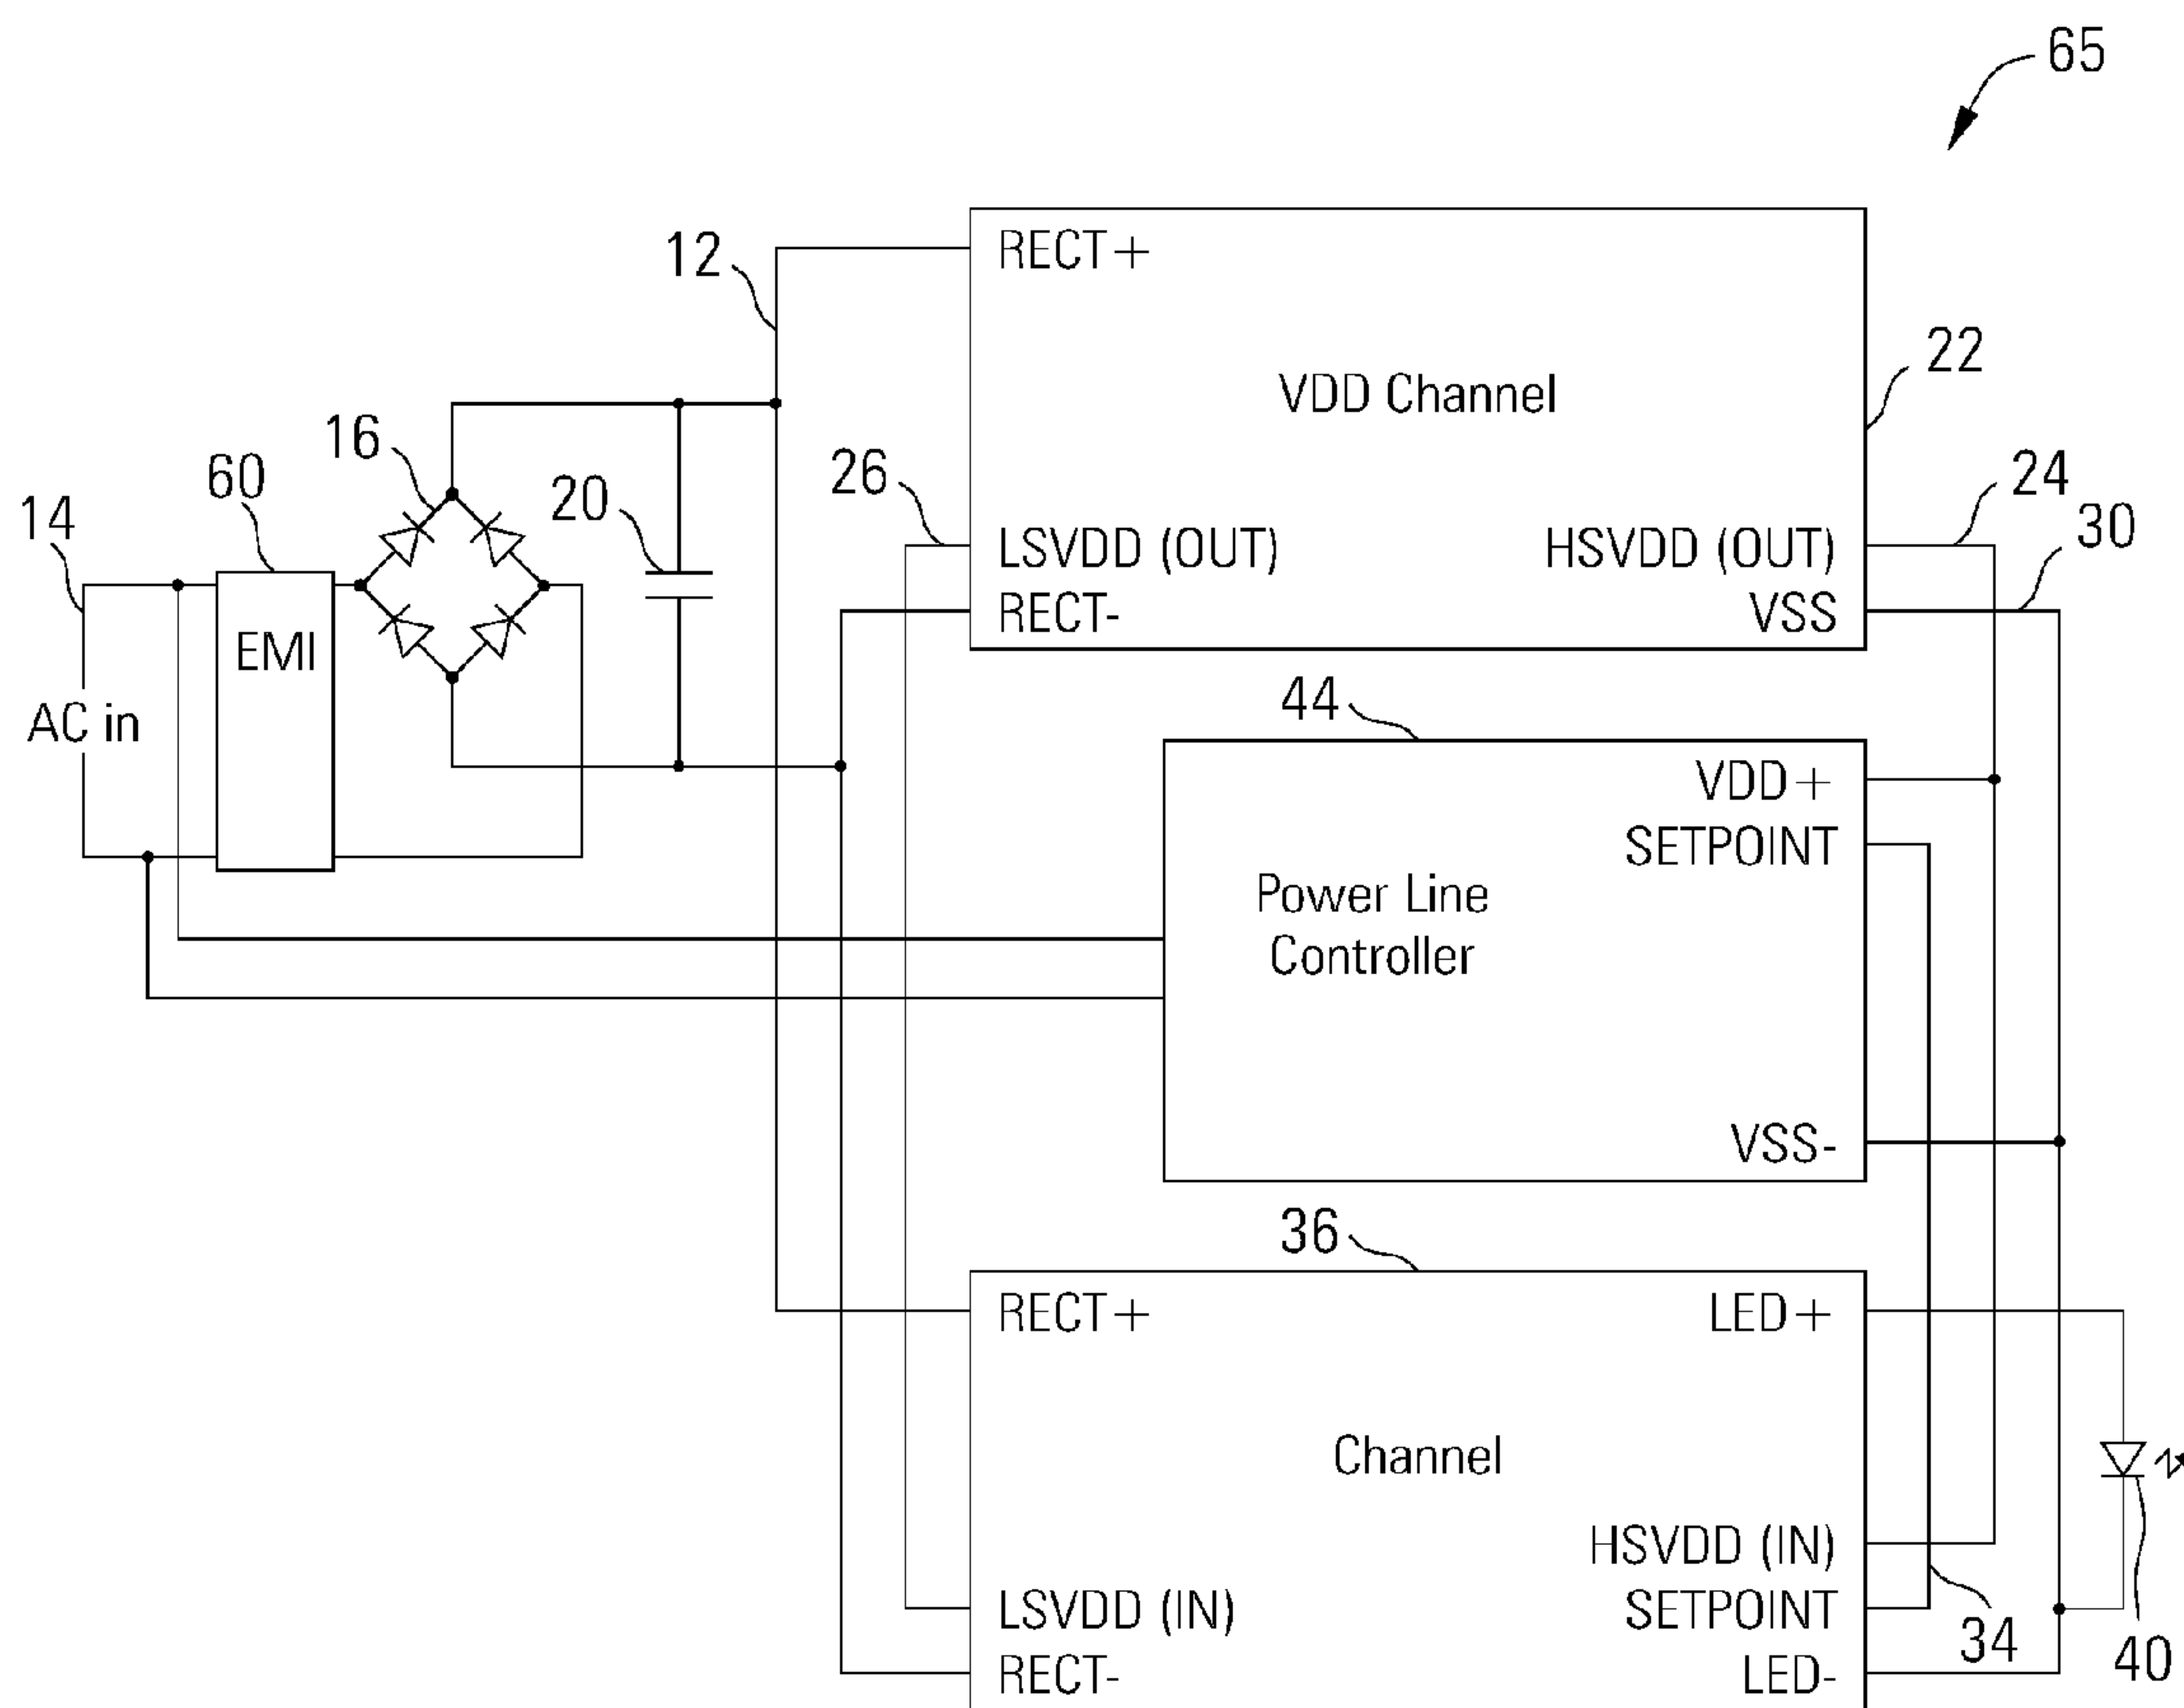 65
12
RECT+
22
VDD Channel
16
60
20
26
24
14
30
LSVDD (OUT)
HSVDD (OUT)
RECT-
VSS
EMI
44
AC in
VDD+
SETPOINT
Power Line
Controller
VSS-
36
RECT+
LED+
Channel
HSVDD (IN)
LSVDD (IN)
SETPOINT
34
40
RECT-
LED-